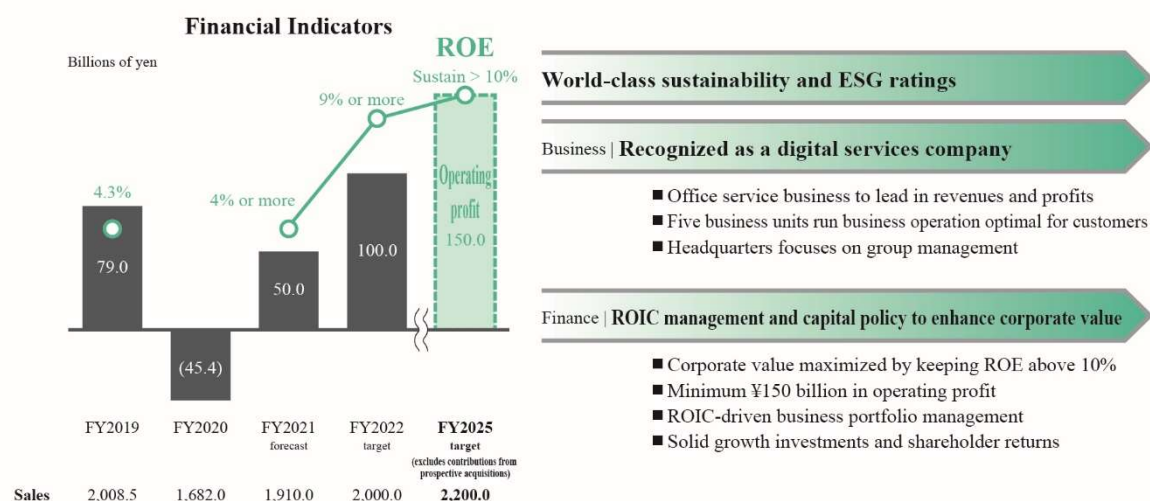 Financial Indicators
Billions of yen
ROE
Sustain > 10%
9% or more
4% or more
4.3%
79.0
(45.4)
50.0
100.0
Operating
profit
150.0
FY2019
FY2020
FY2021
forecast
FY2022
target
FY2025
target
(excludes contributions from
prospective acquisitions)
Sales 2,008.5 1,682.0 1,910.0 2,000.0 2,200.0
World-class sustainability and ESG ratings
Business | Recognized as a digital services company
■ Office service business to lead in revenues and profits
■ Five business units run business operation optimal for customers
■ Headquarters focuses on group management
Finance | ROIC management and capital policy to enhance corporate value
■ Corporate value maximized by keeping ROE above 10%
■ Minimum ¥150 billion in operating profit
■ ROIC-driven business portfolio management
■ Solid growth investments and shareholder returns